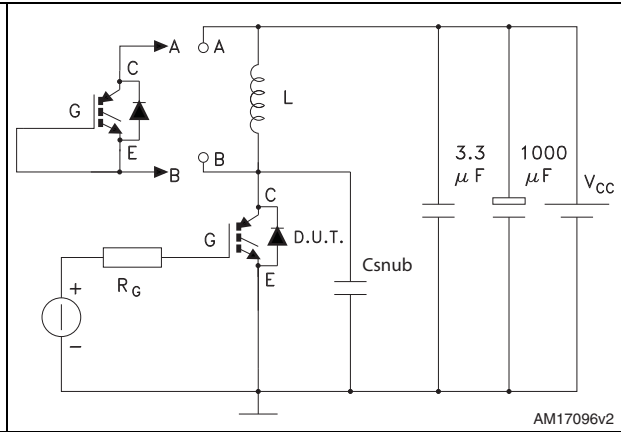 A
A
C
G
L
E
B
B
3.3
μF
1000
μF
VCC
C
G
D.U.T.
E
Csnub
RG
+
−
AM17096v2